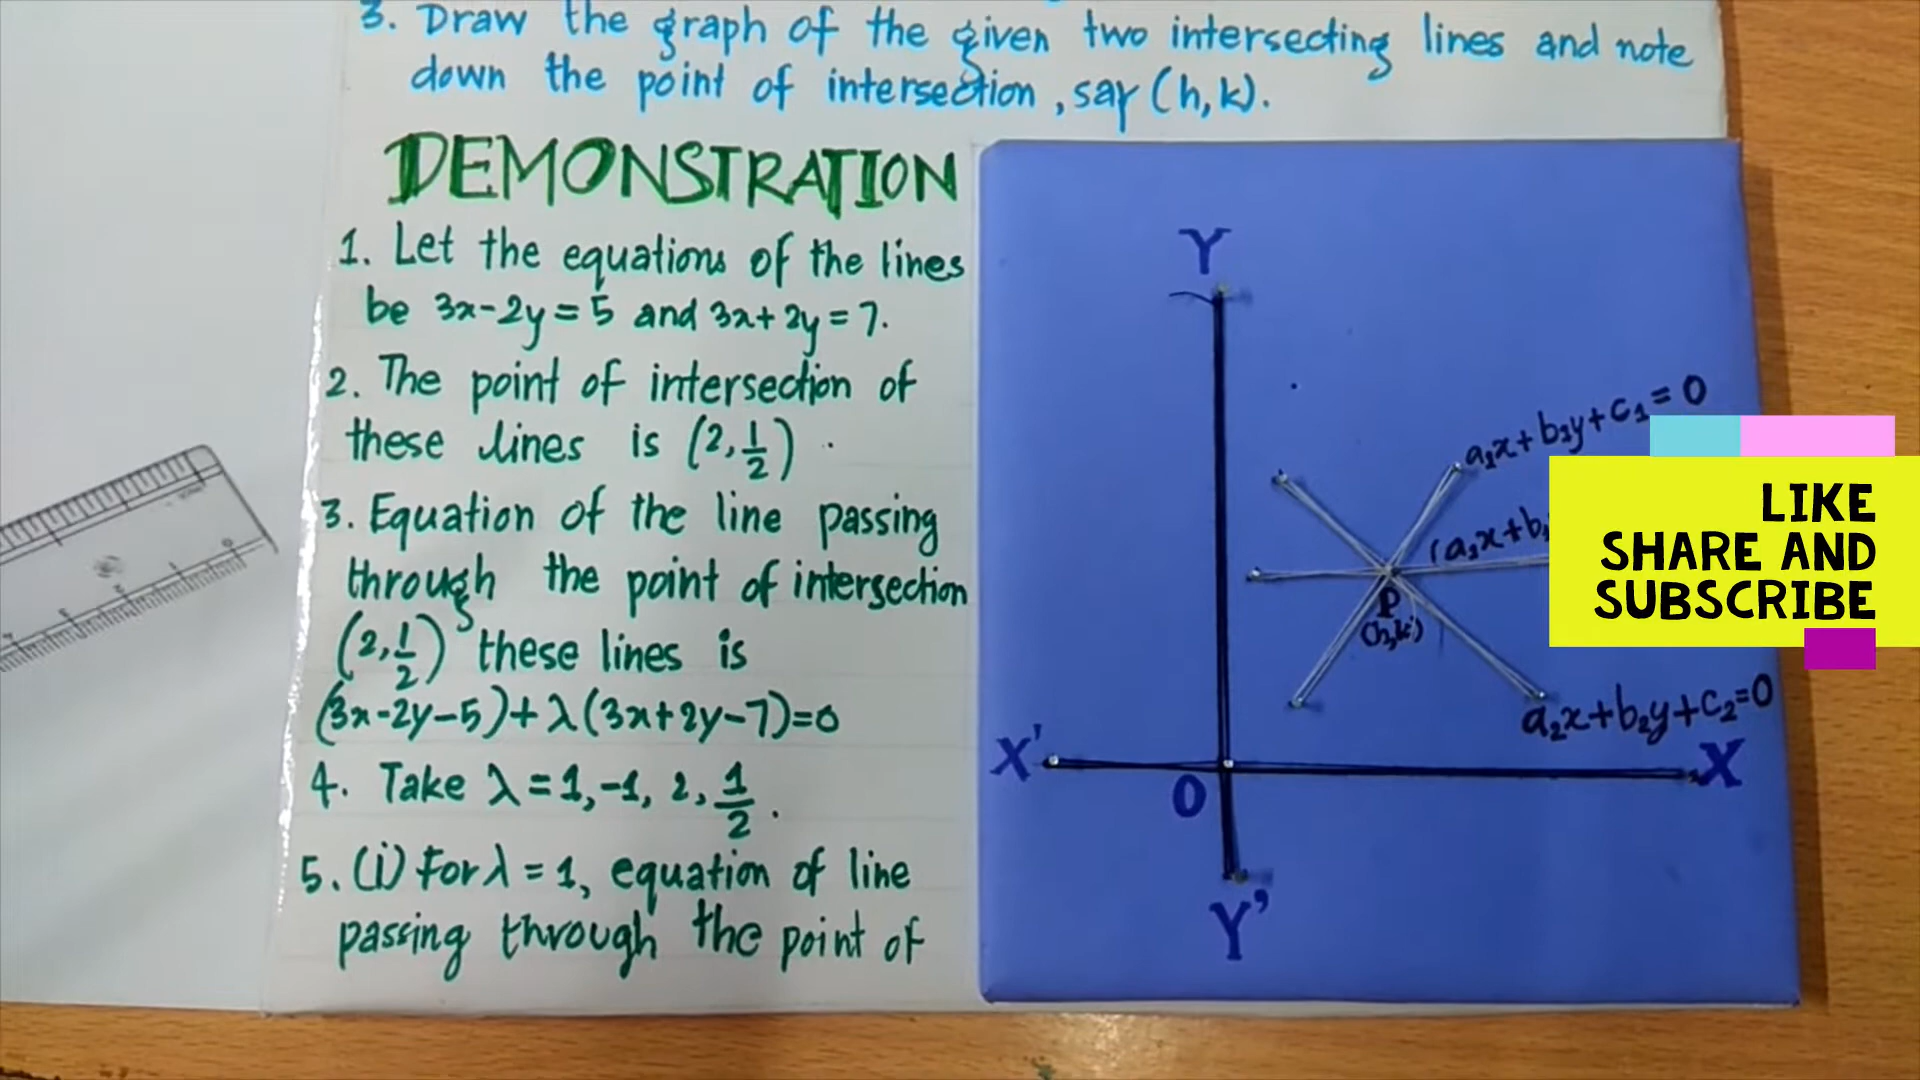 3. Draw the graph of the given two intersecting lines and note
down the point of intersection, say (h, k).
DEMONSTRATION
1. Let the equations of the lines
be 3x-2y=5 and 3x+2y=7.
2. The point of intersection of
these lines is (2, 1/2).
3. Equation of the line passing
through the point of intersection
(2, 1/2) these lines is
(3x-2y-5)+λ(3x+2y-7)=0
4. Take λ=1,-1, 2, 1/2.
5. (i) For λ=1, equation of line
passing through the point of
Y
a₁x+b₁y+c₁=0
(a₁x+b₁
P
(h,k)
a₂x+b₂y+c₂=0
X'
O
X
Y'
LIKE
SHARE AND
SUBSCRIBE